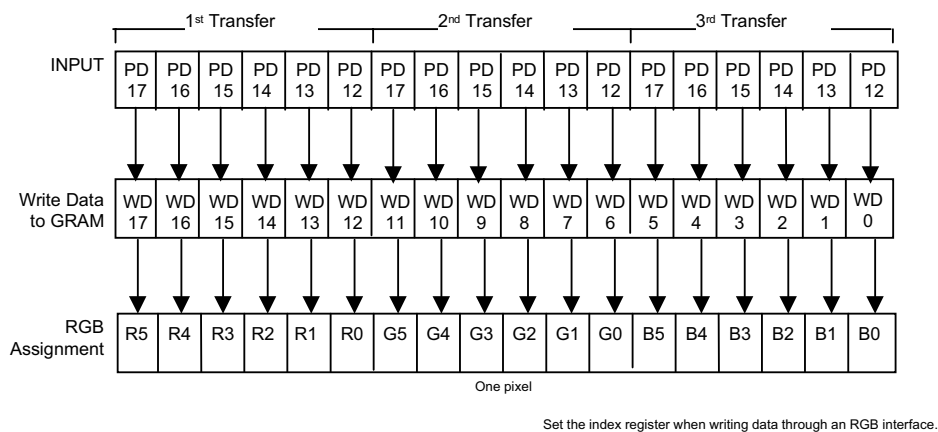 1st Transfer 2nd Transfer 3rd Transfer
INPUT PD 17 PD 16 PD 15 PD 14 PD 13 PD 12 PD 17 PD 16 PD 15 PD 14 PD 13 PD 12 PD 17 PD 16 PD 15 PD 14 PD 13 PD 12
Write Data to GRAM WD 17 WD 16 WD 15 WD 14 WD 13 WD 12 WD 11 WD 10 WD 9 WD 8 WD 7 WD 6 WD 5 WD 4 WD 3 WD 2 WD 1 WD 0
RGB Assignment R5 R4 R3 R2 R1 R0 G5 G4 G3 G2 G1 G0 B5 B4 B3 B2 B1 B0
One pixel
Set the index register when writing data through an RGB interface.